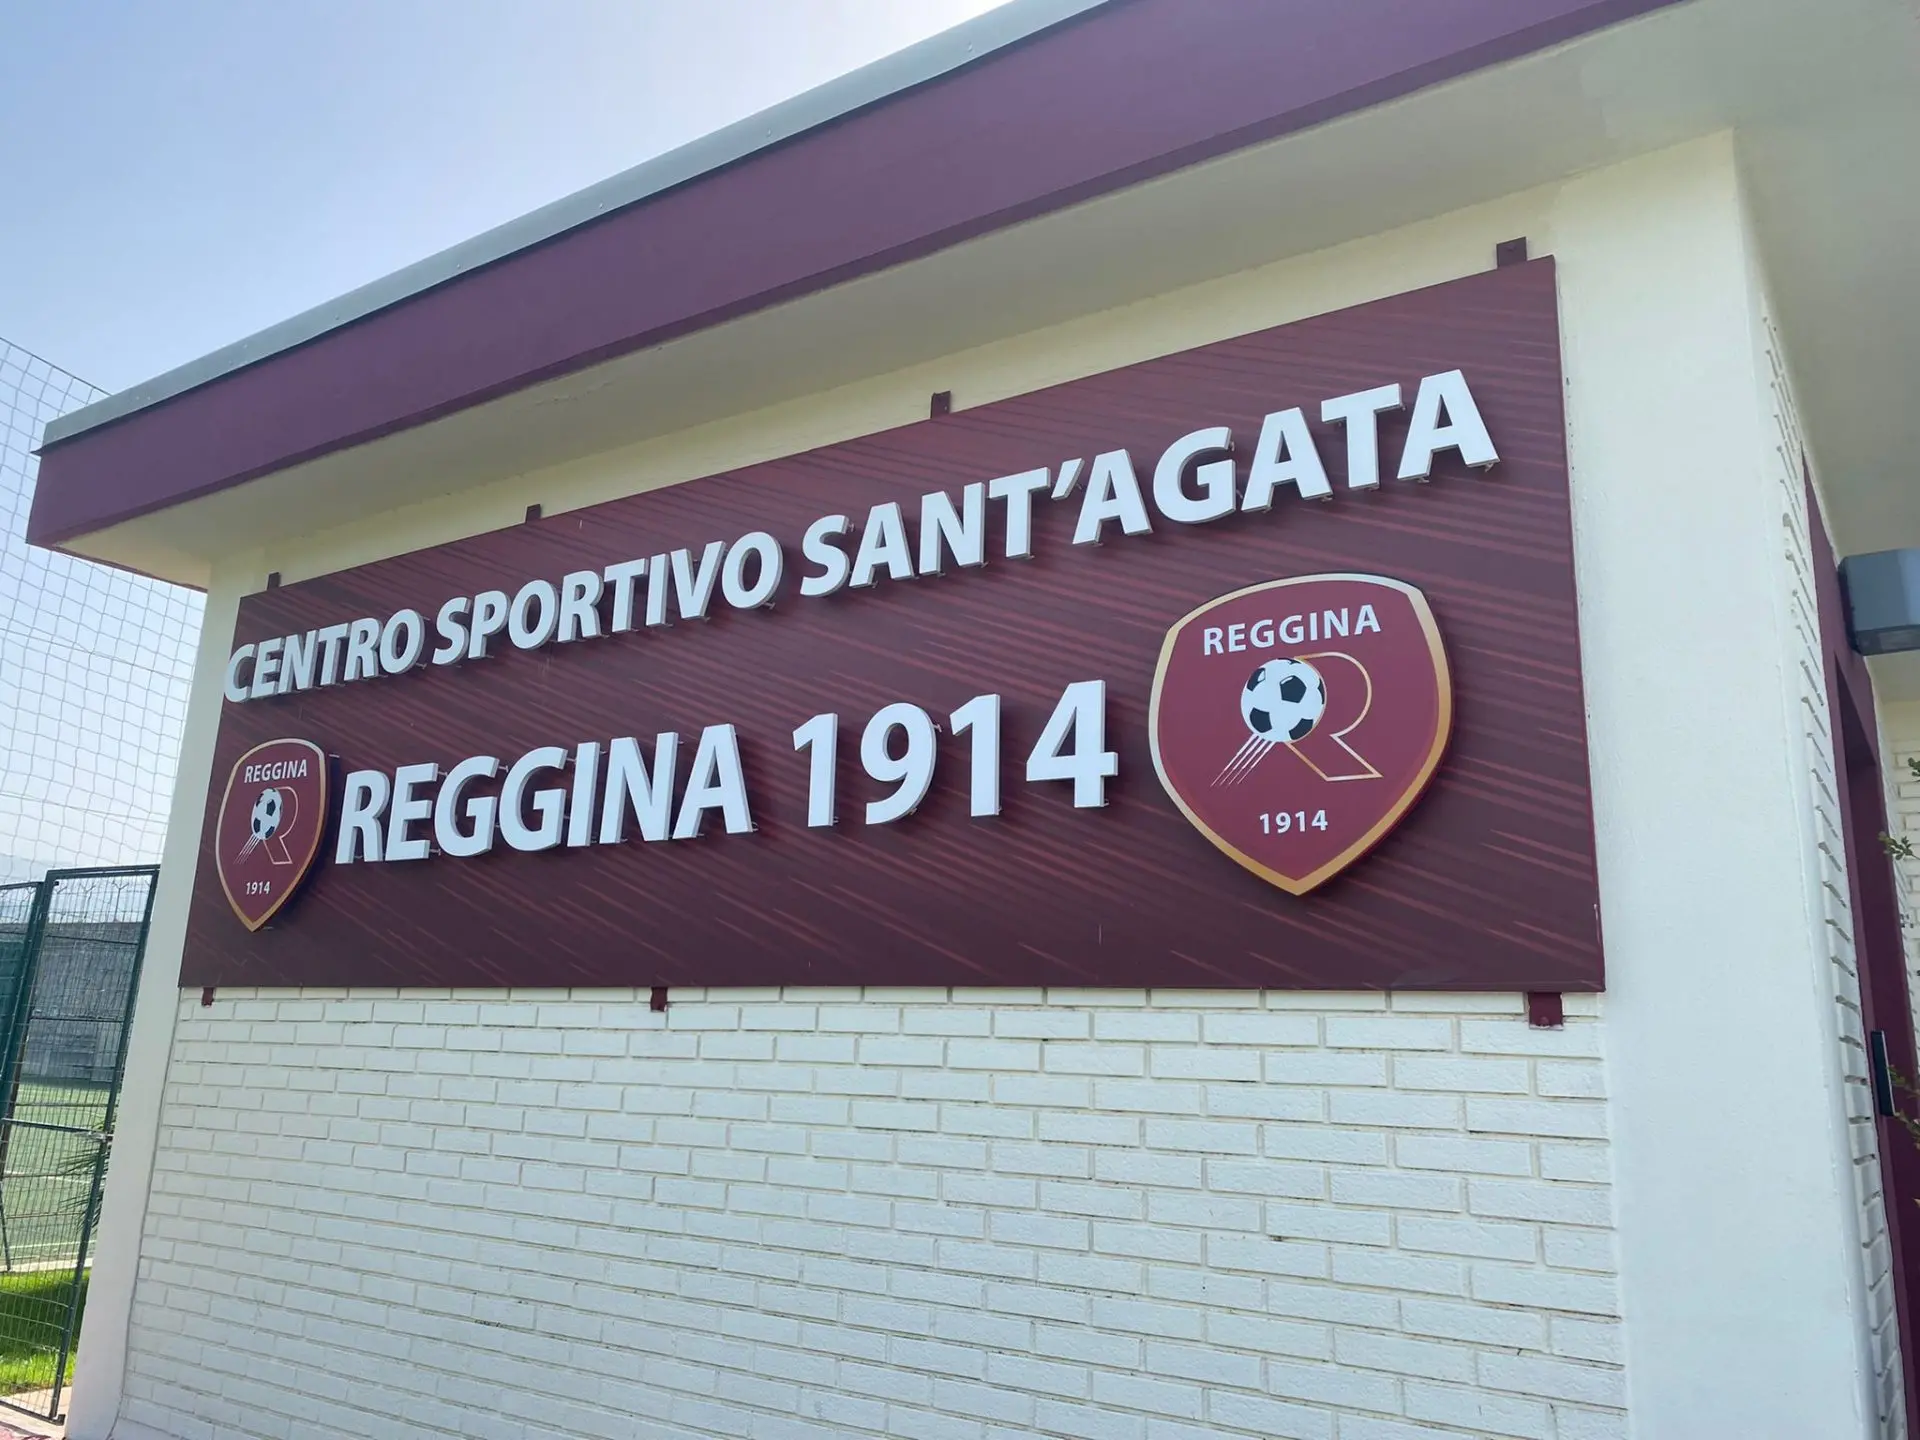 CENTRO SPORTIVO SANT'AGATA
REGGINA 1914
REGGINA
R
1914
REGGINA
R
1914